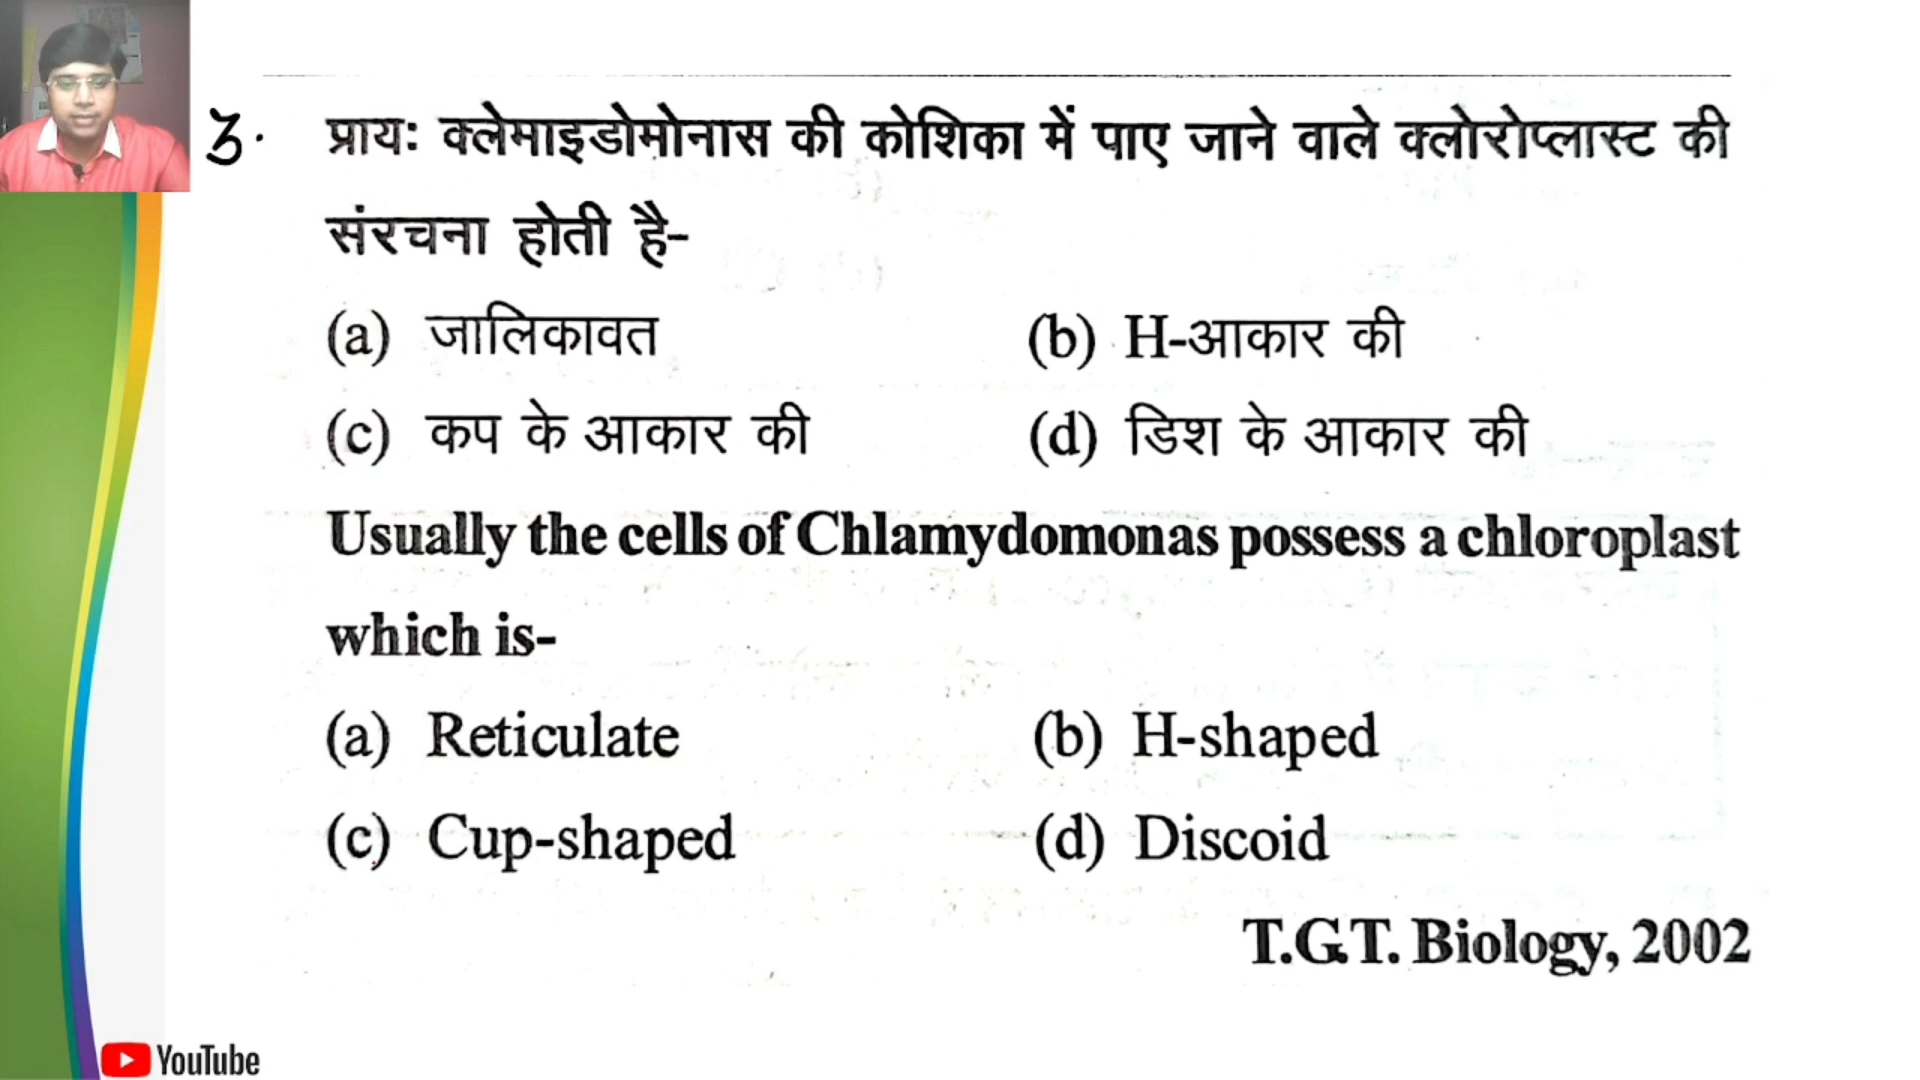 3. प्रायः क्लेमाइडोमोनास की कोशिका में पाए जाने वाले क्लोरोप्लास्ट की
संरचना होती है-
(a) जालिकावत (b) H-आकार की
(c) कप के आकार की (d) डिश के आकार की
Usually the cells of Chlamydomonas possess a chloroplast
which is-
(a) Reticulate (b) H-shaped
(c) Cup-shaped (d) Discoid
T.G.T. Biology, 2002
YouTube